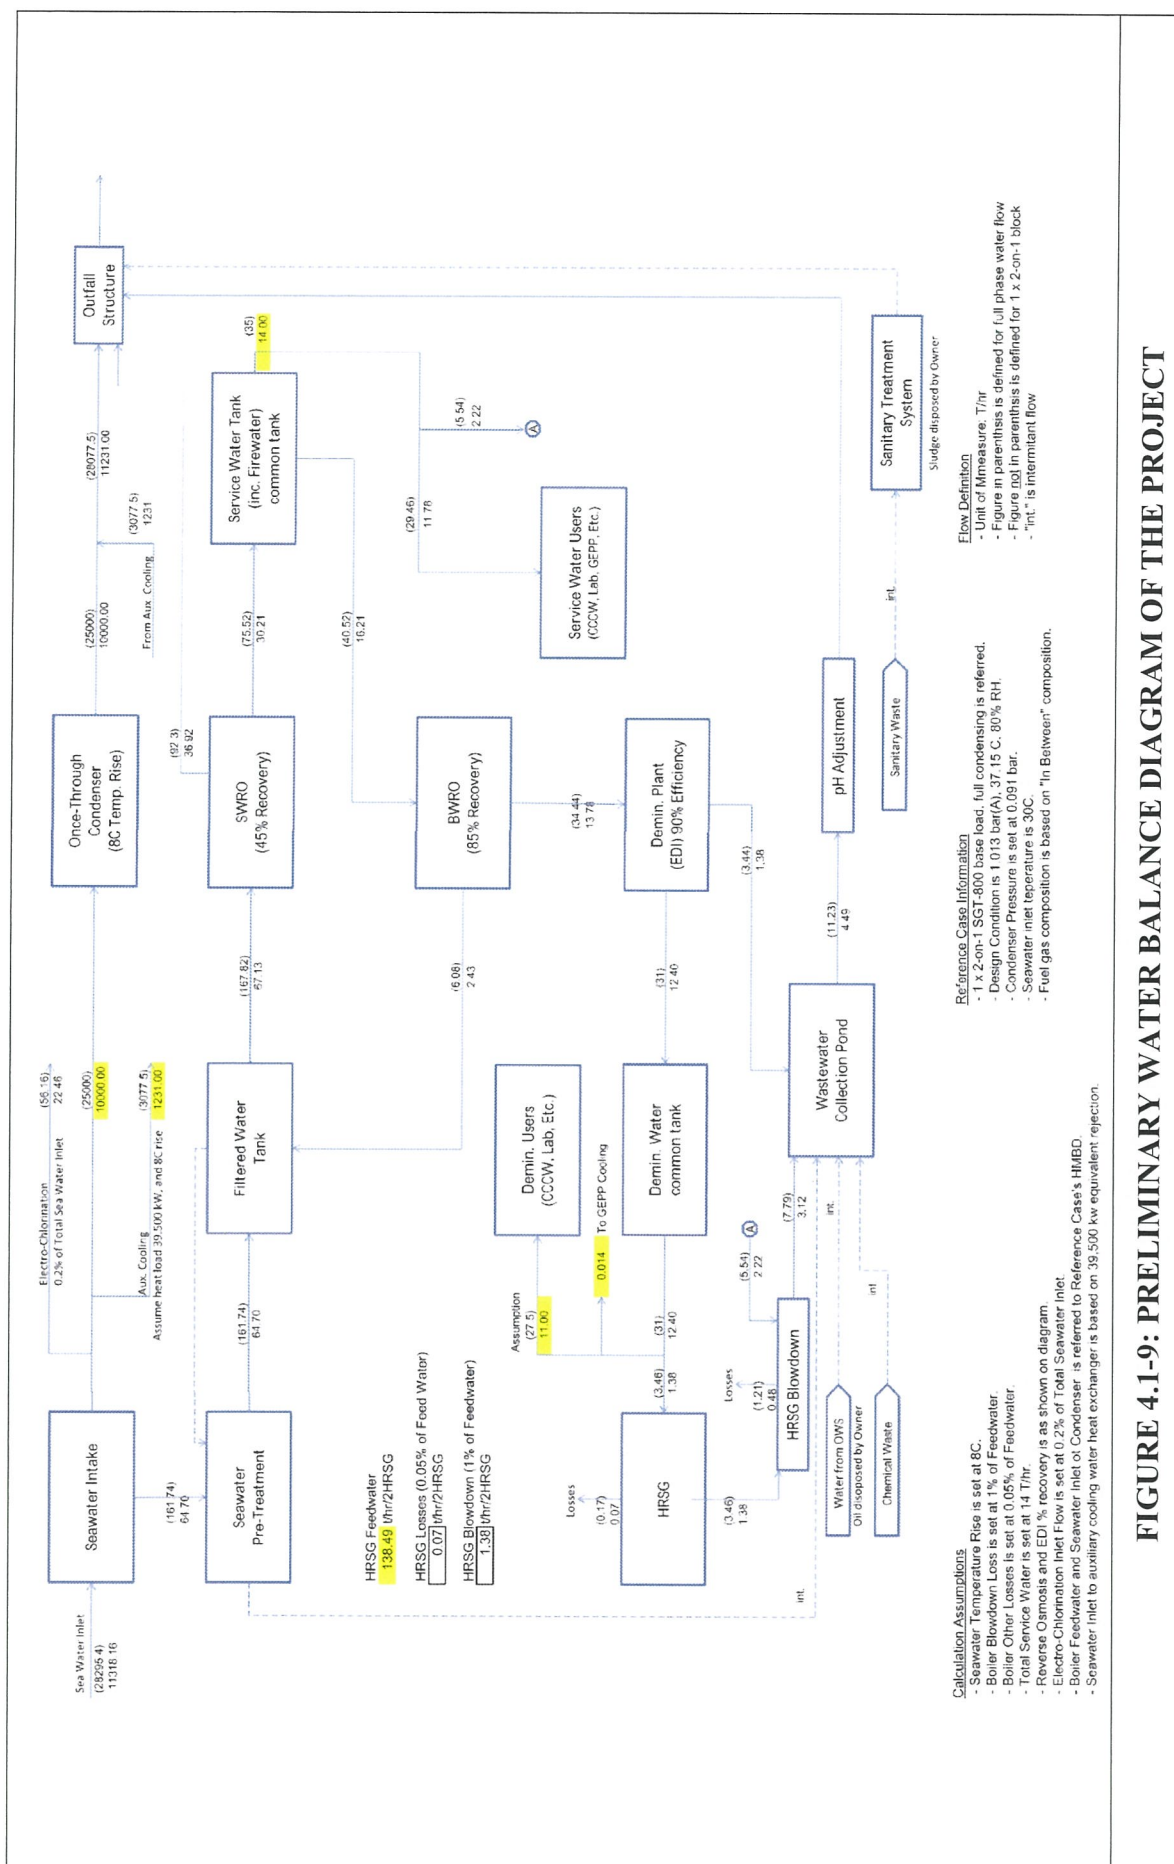 Sea Water Inlet
(28295.4)
11318.16
Seawater Intake
Electro-Chlorination
0.2% of Total Sea Water Inlet
(56.16)
22.46
(25000)
10000.00
Aux. Cooling
Assume heat load 39,500 kW, and 8C rise
(3077.5)
1231.00
Once-Through
Condenser
(8C Temp. Rise)
(25000)
10000.00
From Aux. Cooling
(3077.5)
1231
(28077.5)
11231.00
Outfall
Structure
(161.74)
64.70
Seawater
Pre-Treatment
(161.74)
64.70
Filtered Water
Tank
(167.82)
67.13
SWRO
(45% Recovery)
(92.3)
36.92
(75.52)
30.21
Service Water Tank
(inc. Firewater)
common tank
(35)
14.00
HRSG Feedwater
138.49 t/hr/2HRSG
HRSG Losses (0.05% of Feed Water)
0.07 t/hr/2HRSG
HRSG Blowdown (1% of Feedwater)
1.38 t/hr/2HRSG
(6.08)
2.43
BWRO
(85% Recovery)
(40.52)
16.21
(29.46)
11.78
(5.54)
2.22
A
Service Water Users
(CCCW, Lab, GEPP, Etc.)
Assumption
(27.5)
11.00
Demin. Users
(CCCW, Lab, Etc.)
0.014 To GEPP Cooling
(34.44)
13.78
Losses
(0.17)
0.07
HRSG
(3.46)
1.38
(31)
12.40
Demin. Water
common tank
(31)
12.40
Demin. Plant
(EDI) 90% Efficiency
(3.44)
1.38
(3.46)
1.38
Losses
(1.21)
0.48
HRSG Blowdown
(5.54)
2.22
A
(7.79)
3.12
Wastewater
Collection Pond
(11.23)
4.49
pH Adjustment
int.
Water from OWS
Oil disoposed by Owner
int.
Chemical Waste
int
Sanitary Waste
int.
Sanitary Treatment
System
Sludge disposed by Owner
Calculation Assumptions
- Seawater Temperature Rise is set at 8C.
- Boiler Blowdown Loss is set at 1% of Feedwater.
- Boiler Other Losses is set at 0.05% of Feedwater.
- Total Service Water is set at 14 T/hr.
- Reverse Osmosis and EDI % recovery is as shown on diagram.
- Electro-Chlorination Inlet Flow is set at 0.2% of Total Seawater Inlet.
- Boiler Feedwater and Seawater Inlet of Condenser is referred to Reference Case's HMBD.
- Seawater Inlet to auxiliary cooling water heat exchanger is based on 39,500 kw equivalent rejection.
Reference Case Information
- 1 x 2-on-1 SGT-800 base load, full condensing is referred.
- Design Condition is 1.013 bar(A), 37.15 C, 80% RH.
- Condenser Pressure is set at 0.091 bar.
- Seawater inlet teperature is 30C.
- Fuel gas composition is based on "In Between" composition.
Flow Definition
- Unit of Mmeasure: T/hr
- Figure in parenthsis is defined for full phase water flow
- Figure not in parenthsis is defined for 1 x 2-on-1 block
- "int." is intermitant flow
FIGURE 4.1-9: PRELIMINARY WATER BALANCE DIAGRAM OF THE PROJECT